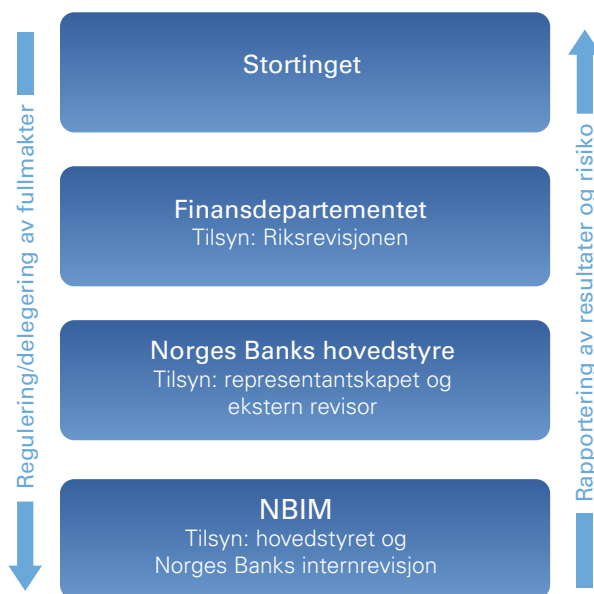 Stortinget
Finansdepartementet
Tilsyn: Riksrevisjonen
Norges Banks hovedstyre
Tilsyn: representantskapet og
ekstern revisor
NBIM
Tilsyn: hovedstyret og
Norges Banks internrevisjon
Regulering/delegering av fullmakter
Rapportering av resultater og risiko